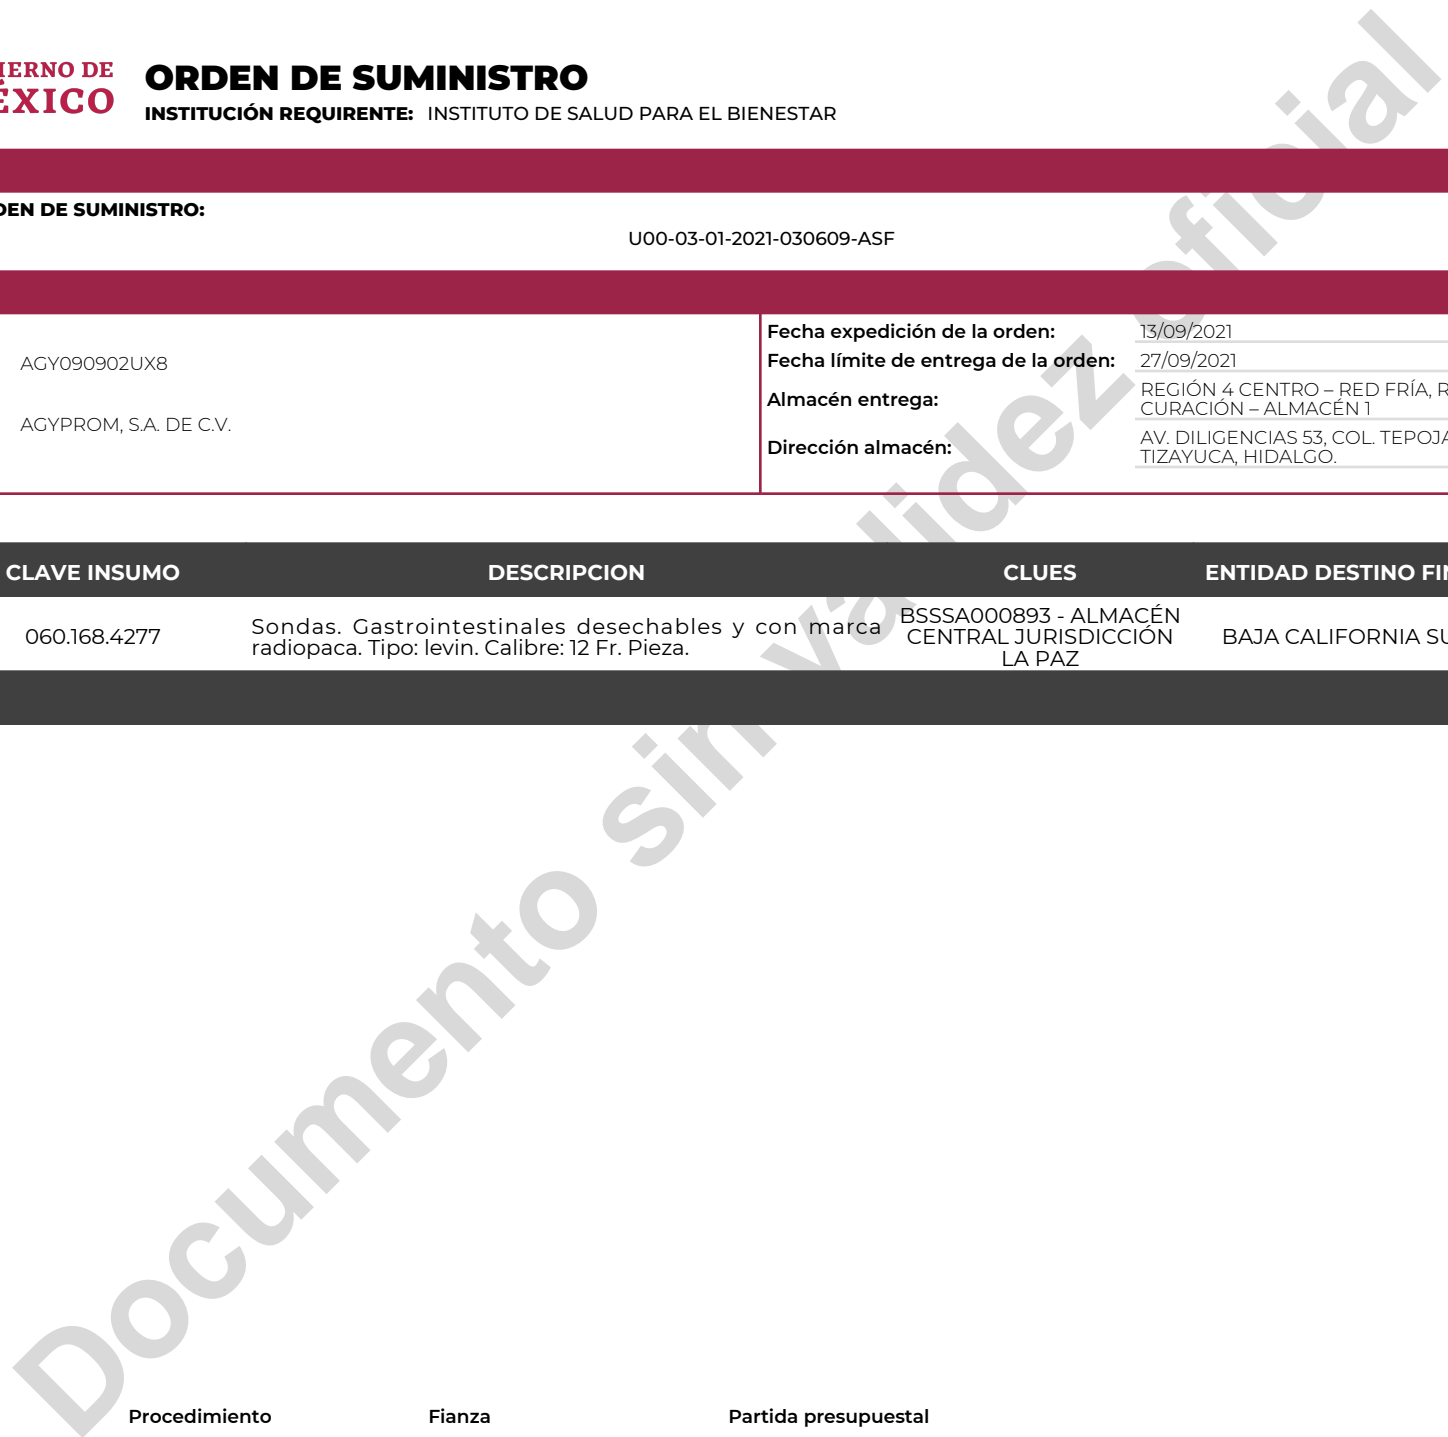 IERNO DE
ÉXICO
ORDEN DE SUMINISTRO
INSTITUCIÓN REQUIRENTE: INSTITUTO DE SALUD PARA EL BIENESTAR
DEN DE SUMINISTRO:
U00-03-01-2021-030609-ASF
AGY090902UX8
AGYPROM, S.A. DE C.V.
Fecha expedición de la orden: 13/09/2021
Fecha límite de entrega de la orden: 27/09/2021
Almacén entrega: REGIÓN 4 CENTRO – RED FRÍA, R
CURACIÓN – ALMACÉN 1
Dirección almacén: AV. DILIGENCIAS 53, COL. TEPOJA
TIZAYUCA, HIDALGO.
CLAVE INSUMO DESCRIPCION CLUES ENTIDAD DESTINO FIN
060.168.4277
Sondas. Gastrointestinales desechables y con marca
radiopaca. Tipo: levin. Calibre: 12 Fr. Pieza.
BSSSA000893 - ALMACÉN
CENTRAL JURISDICCIÓN
LA PAZ
BAJA CALIFORNIA SU
Documento sin validez oficial
Procedimiento Fianza Partida presupuestal